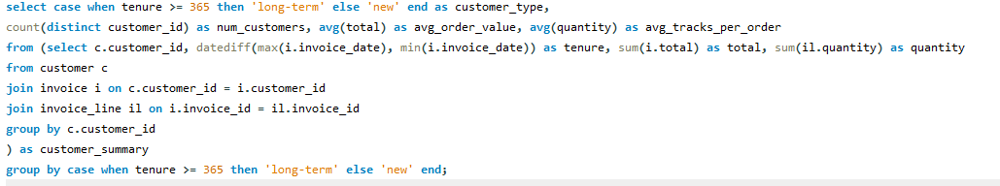 select case when tenure >= 365 then 'long-term' else 'new' end as customer_type,
count(distinct customer_id) as num_customers, avg(total) as avg_order_value, avg(quantity) as avg_tracks_per_order
from (select c.customer_id, datediff(max(i.invoice_date), min(i.invoice_date)) as tenure, sum(i.total) as total, sum(il.quantity) as quantity
from customer c
join invoice i on c.customer_id = i.customer_id
join invoice_line il on i.invoice_id = il.invoice_id
group by c.customer_id
) as customer_summary
group by case when tenure >= 365 then 'long-term' else 'new' end;